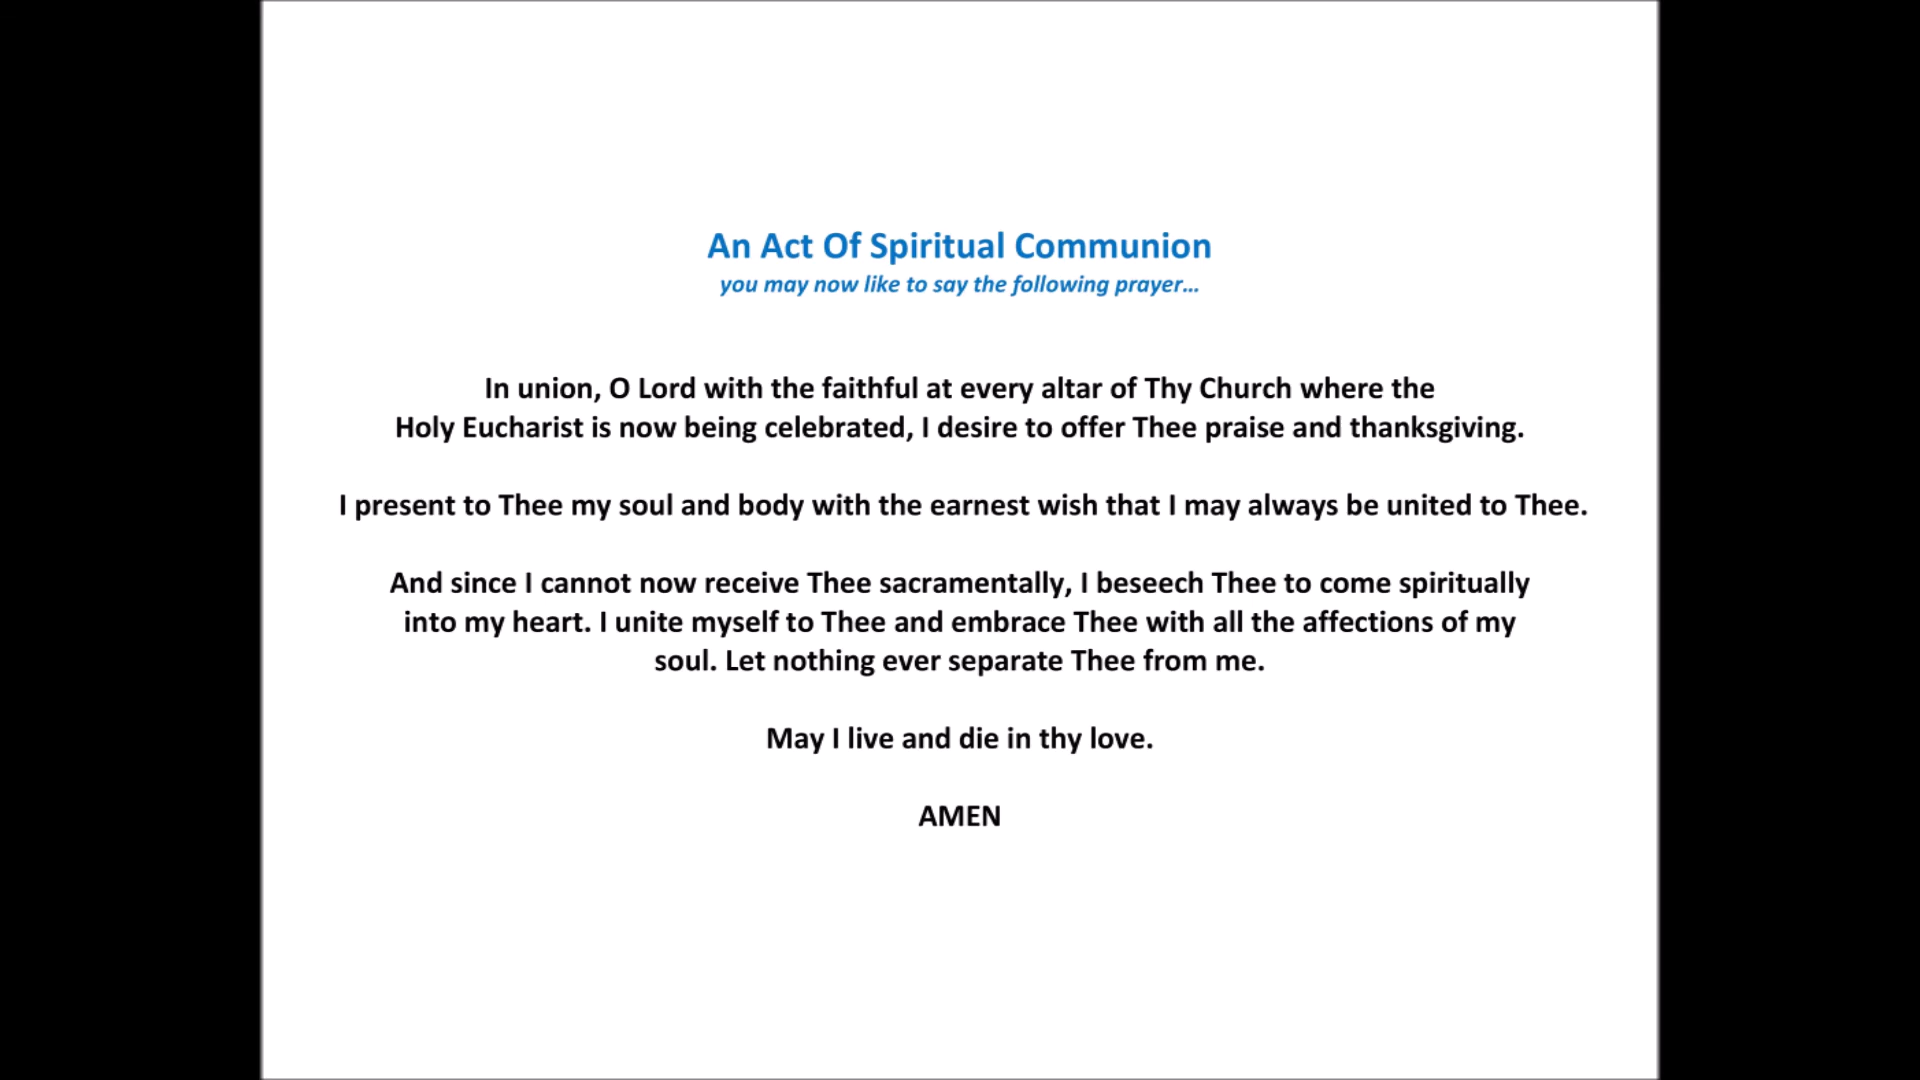 An Act Of Spiritual Communion
you may now like to say the following prayer...
In union, O Lord with the faithful at every altar of Thy Church where the
Holy Eucharist is now being celebrated, I desire to offer Thee praise and thanksgiving.
I present to Thee my soul and body with the earnest wish that I may always be united to Thee.
And since I cannot now receive Thee sacramentally, I beseech Thee to come spiritually
into my heart. I unite myself to Thee and embrace Thee with all the affections of my
soul. Let nothing ever separate Thee from me.
May I live and die in thy love.
AMEN